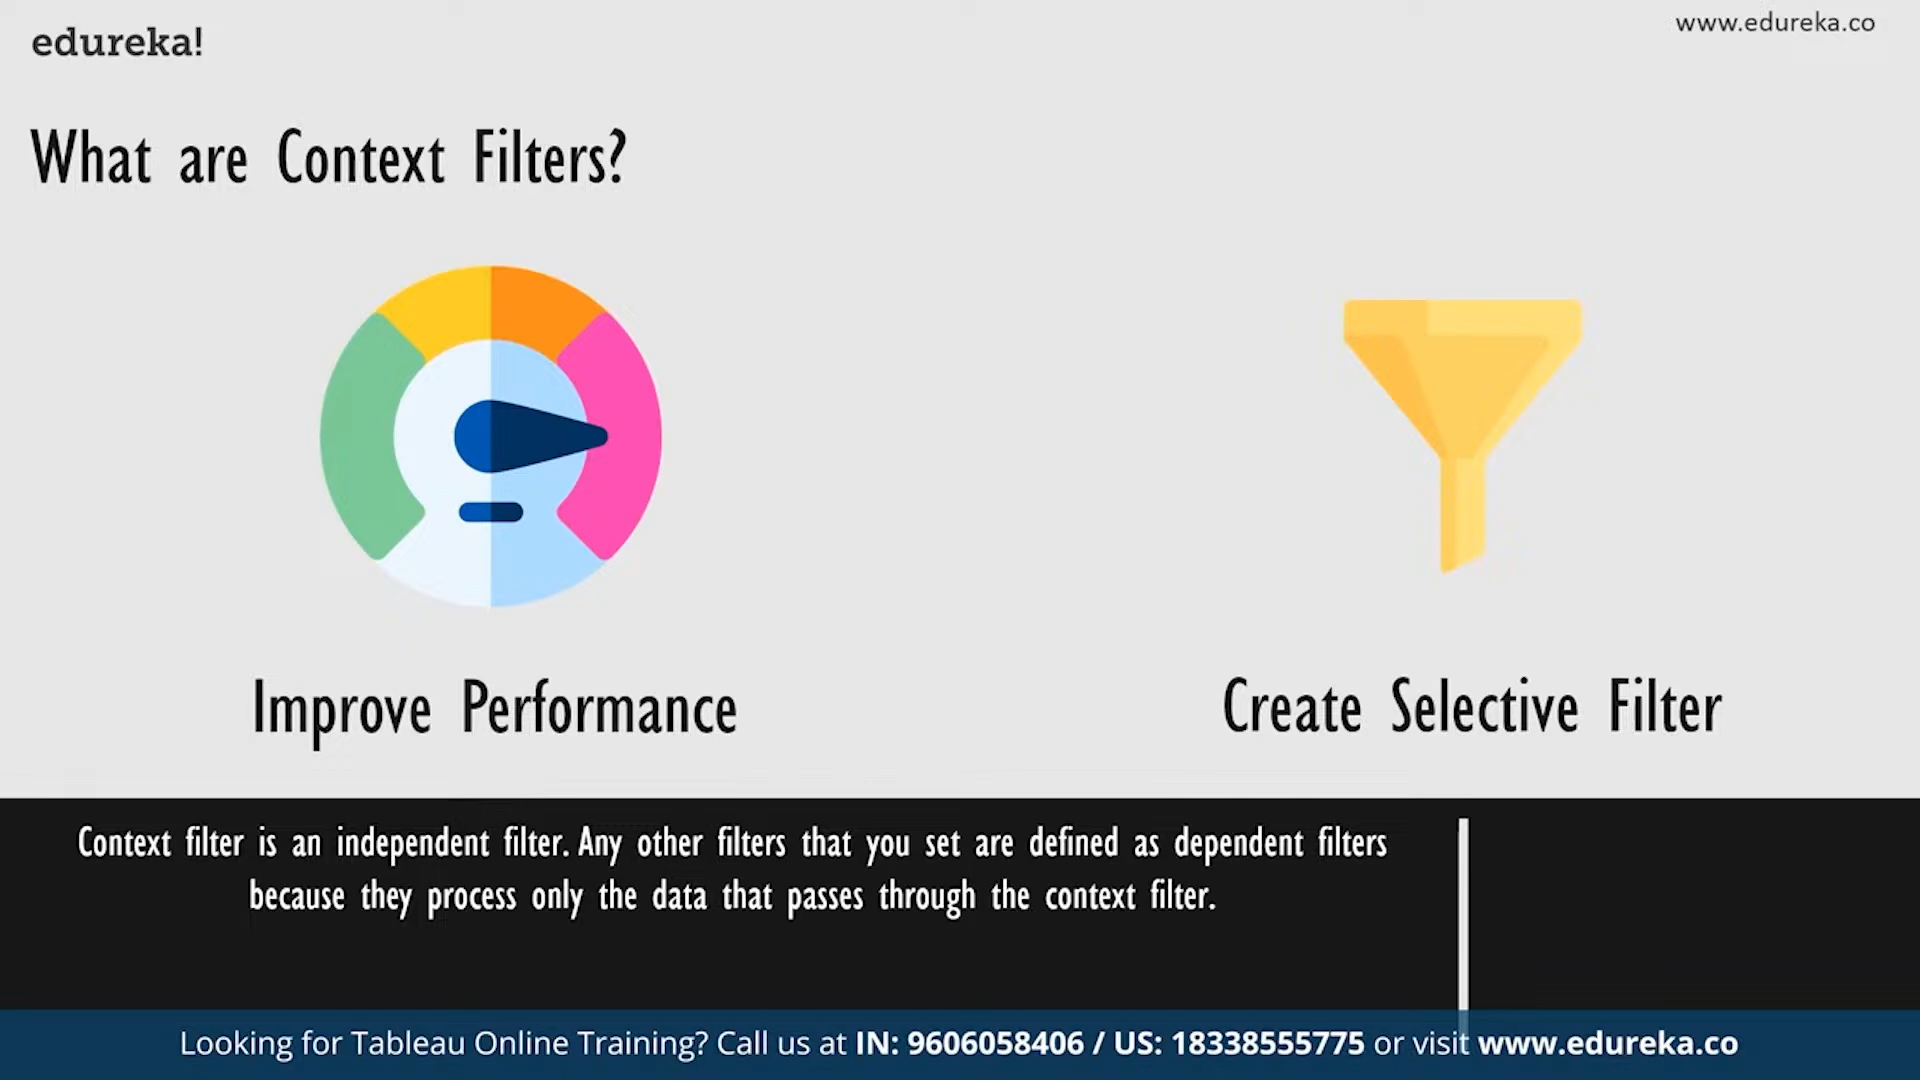 edureka!
www.edureka.co
What are Context Filters?
Improve Performance
Create Selective Filter
Context filter is an independent filter. Any other filters that you set are defined as dependent filters
because they process only the data that passes through the context filter.
Looking for Tableau Online Training? Call us at IN: 9606058406 / US: 18338555775 or visit www.edureka.co